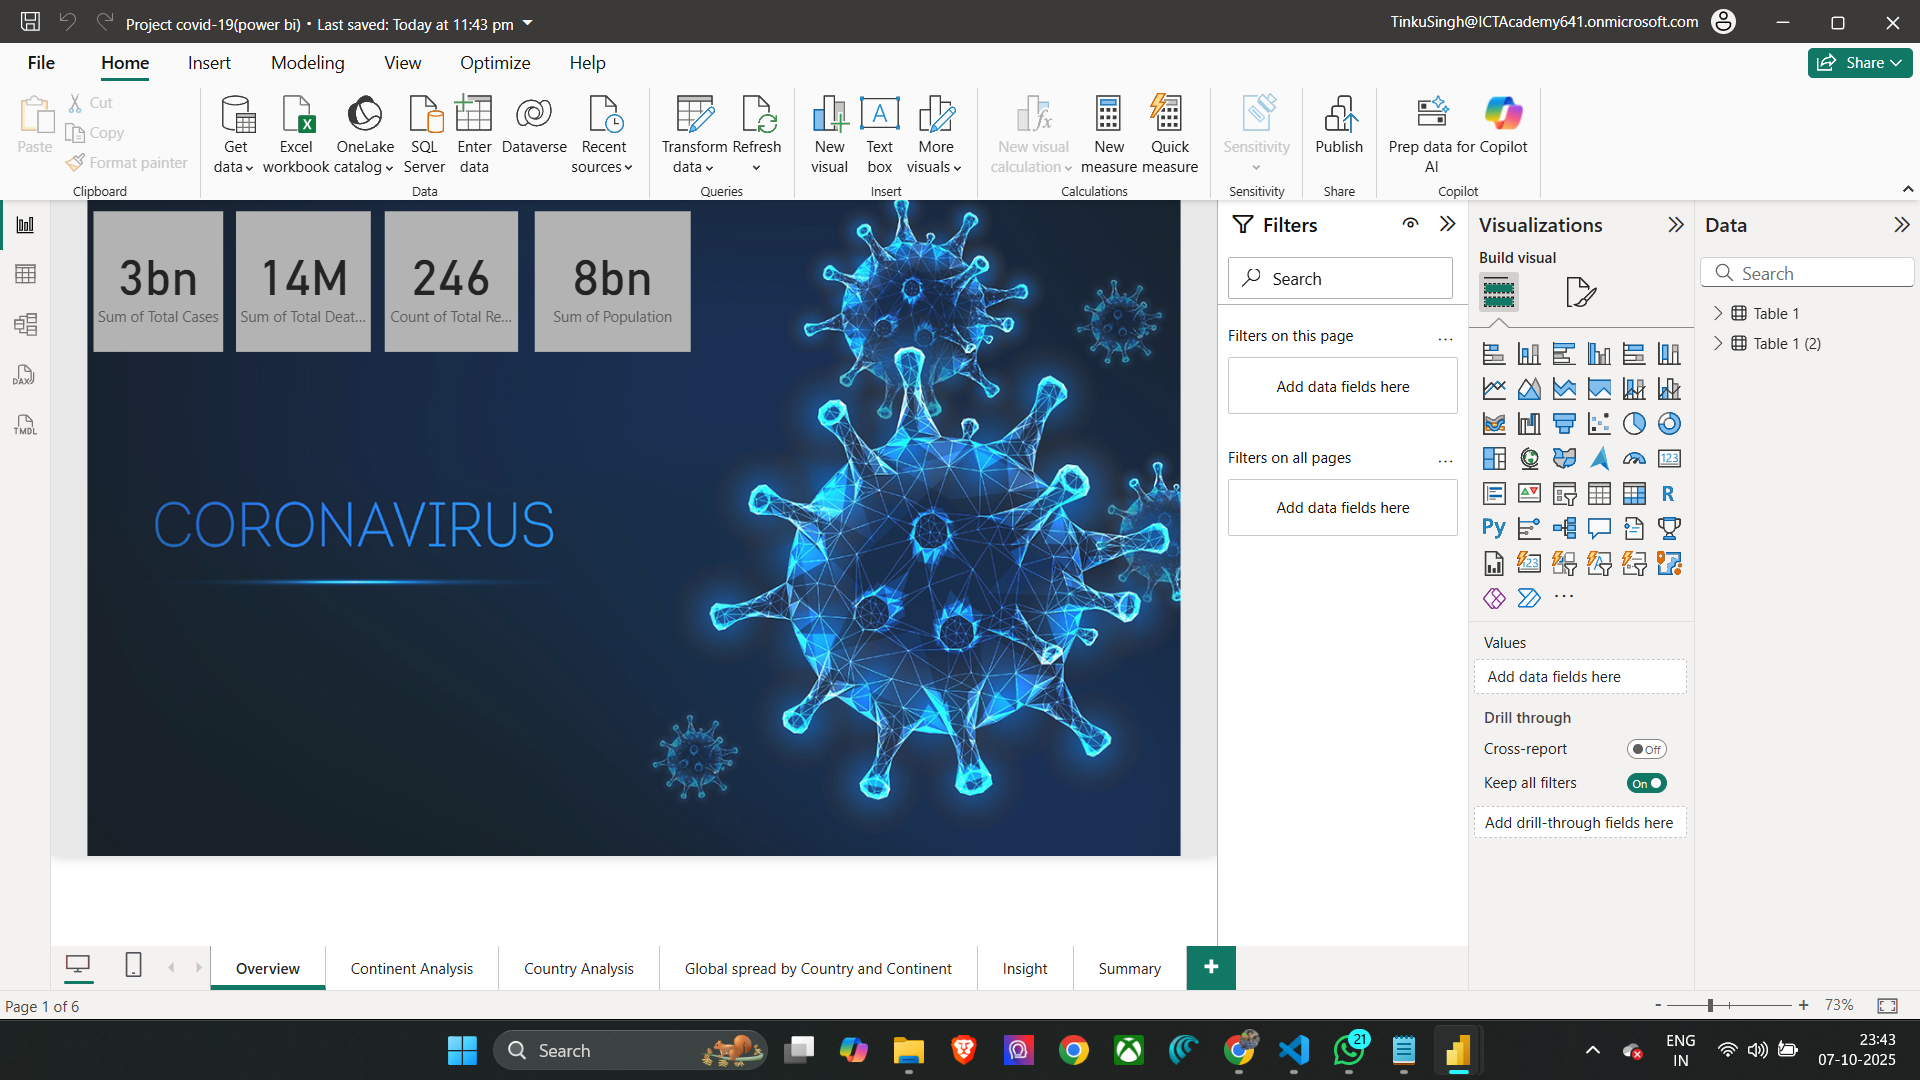 Project covid-19(power bi) • Last saved: Today at 11:43 pm
TinkuSingh@ICTAcademy641.onmicrosoft.com
File
Home
Insert
Modeling
View
Optimize
Help
Share
Paste
Cut
Copy
Format painter
Clipboard
Get data
Excel workbook
OneLake catalog
SQL Server
Enter data
Dataverse
Recent sources
Data
Transform data
Refresh
Queries
New visual
Text box
More visuals
Insert
New visual calculation
New measure
Quick measure
Calculations
Sensitivity
Sensitivity
Publish
Share
Prep data for AI
Copilot
Copilot
3bn
Sum of Total Cases
14M
Sum of Total Deat...
246
Count of Total Re...
8bn
Sum of Population
CORONAVIRUS
DAX
TMDL
Filters
Search
Filters on this page
...
Add data fields here
Filters on all pages
...
Add data fields here
Visualizations
Build visual
123
R
Py
123
...
Values
Add data fields here
Drill through
Cross-report
Off
Keep all filters
On
Add drill-through fields here
Data
Search
Table 1
Table 1 (2)
Overview
Continent Analysis
Country Analysis
Global spread by Country and Continent
Insight
Summary
+
Page 1 of 6
- + 73%
Search
21
ENG
IN
23:43
07-10-2025